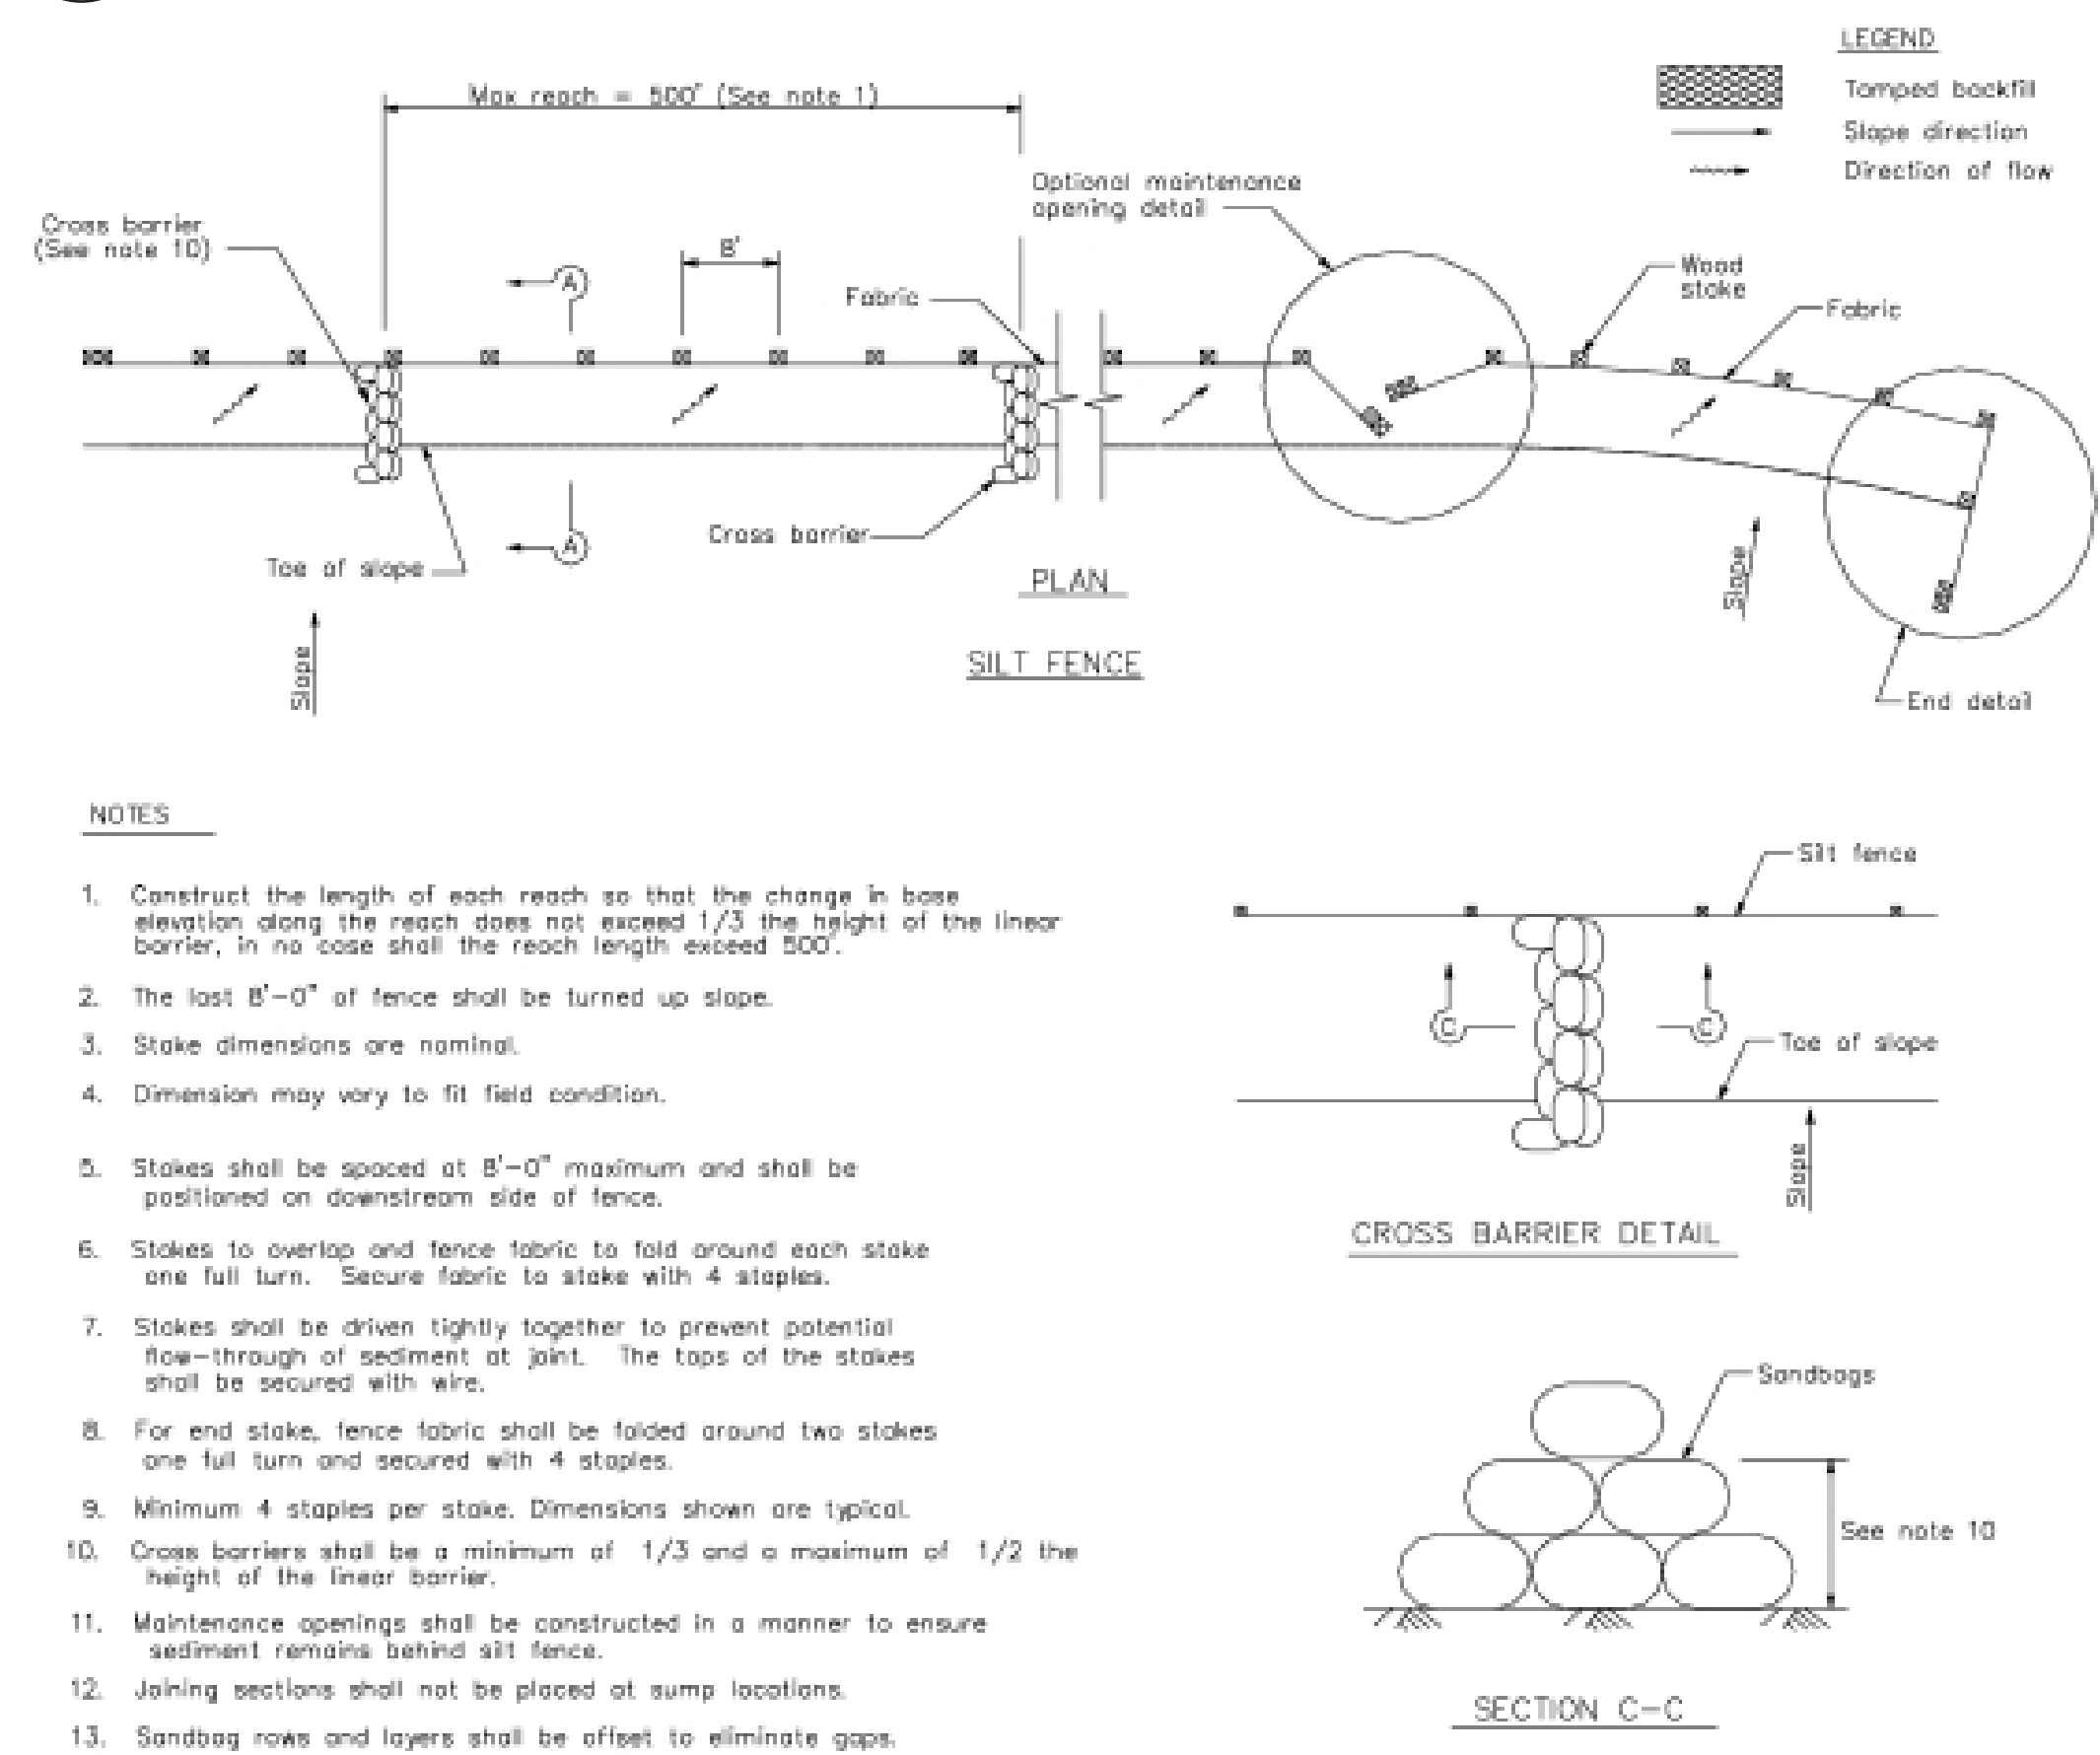 LEGEND
Tamped backfill
Slope direction
Direction of flow
Max reach = 500' (See note 1)
Optional maintenance
opening detail
Cross barrier
(See note 10)
8'
A
Fabric
Wood
stake
Fabric
Cross barrier
A
Toe of slope
PLAN
Slope
Slope
SILT FENCE
End detail
NOTES
1. Construct the length of each reach so that the change in base
elevation along the reach does not exceed 1/3 the height of the linear
barrier, in no case shall the reach length exceed 500'.
2. The last 8'-0" of fence shall be turned up slope.
3. Stake dimensions are nominal.
4. Dimension may vary to fit field condition.
5. Stakes shall be spaced at 8'-0" maximum and shall be
positioned on downstream side of fence.
6. Stakes to overlap and fence fabric to fold around each stake
one full turn. Secure fabric to stake with 4 staples.
7. Stakes shall be driven tightly together to prevent potential
flow-through of sediment at joint. The tops of the stakes
shall be secured with wire.
8. For end stake, fence fabric shall be folded around two stakes
one full turn and secured with 4 staples.
9. Minimum 4 staples per stake. Dimensions shown are typical.
10. Cross barriers shall be a minimum of 1/3 and a maximum of 1/2 the
height of the linear barrier.
11. Maintenance openings shall be constructed in a manner to ensure
sediment remains behind silt fence.
12. Joining sections shall not be placed at sump locations.
13. Sandbag rows and layers shall be offset to eliminate gaps.
Silt fence
C
C
Toe of slope
Slope
CROSS BARRIER DETAIL
Sandbags
See note 10
SECTION C-C